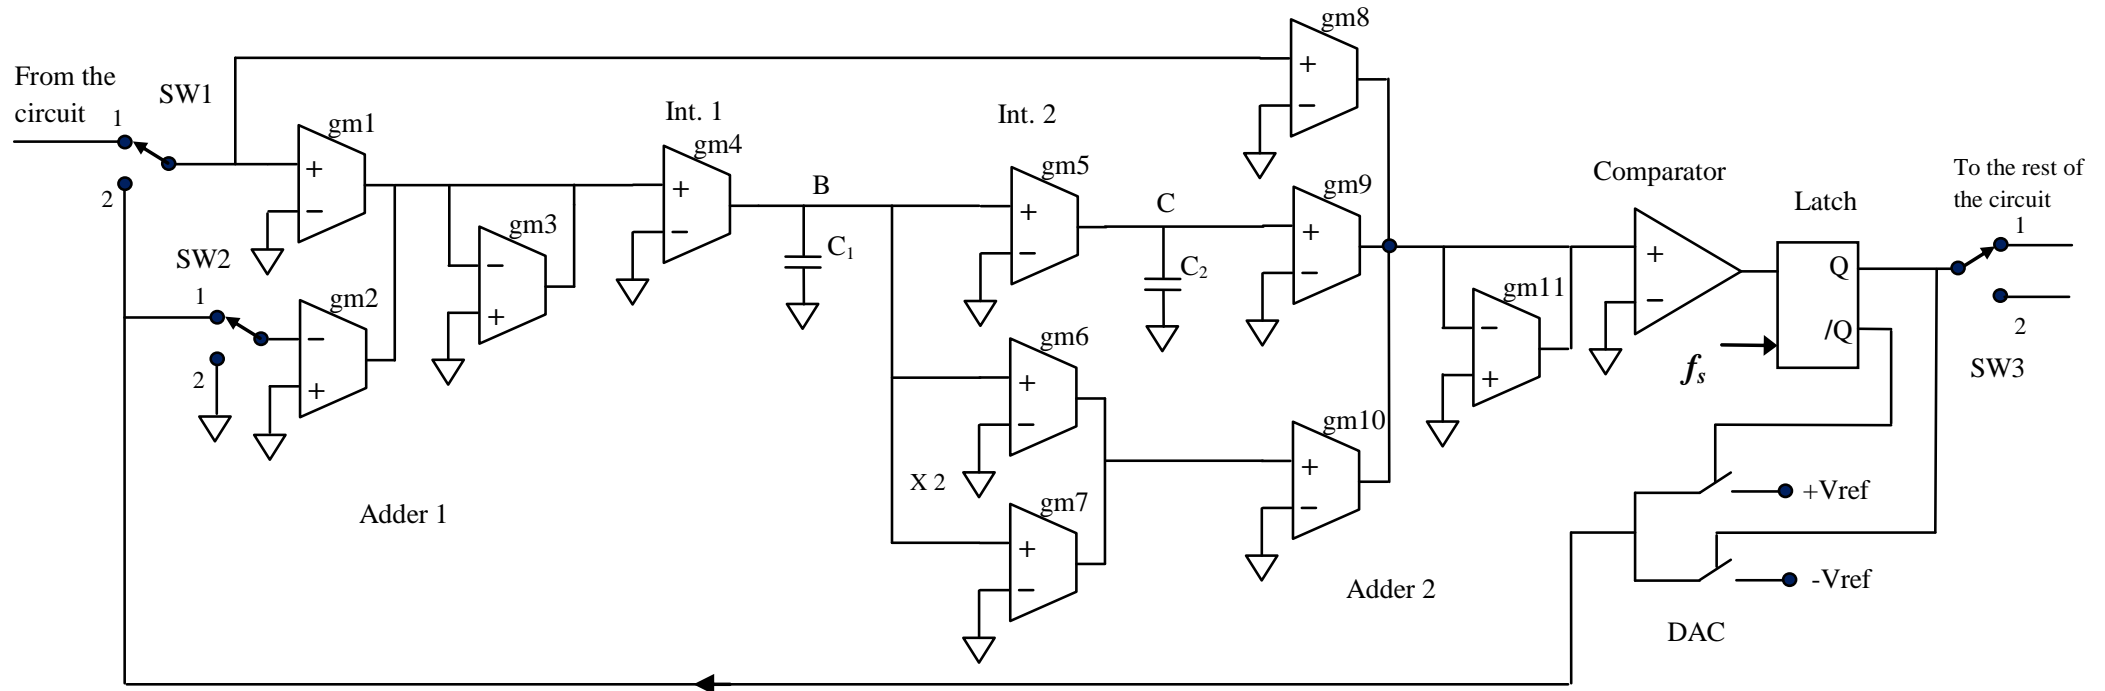 gm8
From the
circuit
SW1
1
2
gm1
+
−
Int. 1
gm4
+
−
Int. 2
gm5
+
−
+
−
B
C
C1
C2
gm9
+
−
Comparator
+
−
Latch
Q
/Q
fs
To the rest of
the circuit
1
2
SW3
SW2
1
2
gm2
−
+
gm3
−
+
gm6
+
−
X 2
gm7
+
−
gm10
+
−
gm11
−
+
Adder 1
Adder 2
+Vref
-Vref
DAC